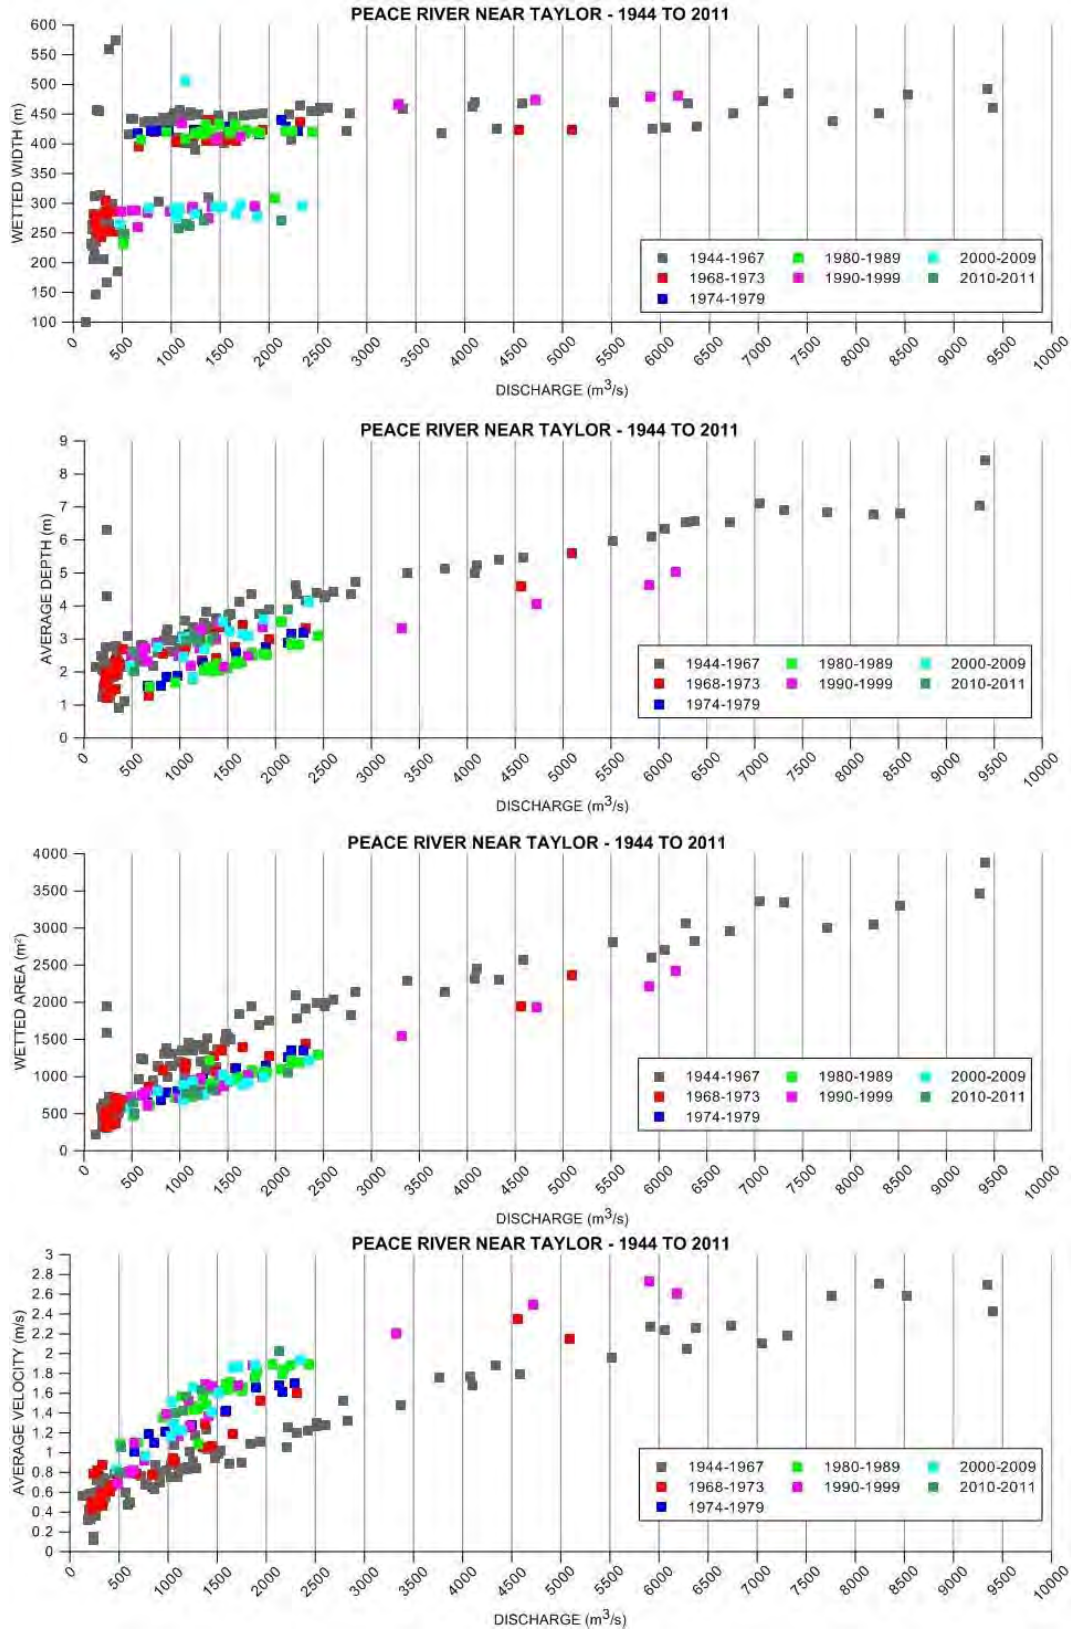 PEACE RIVER NEAR TAYLOR - 1944 TO 2011
WETTED WIDTH (m)
600
550
500
450
400
350
300
250
200
150
100
1944-1967 1980-1989 2000-2009
1968-1973 1990-1999 2010-2011
1974-1979
0 500 1000 1500 2000 2500 3000 3500 4000 4500 5000 5500 6000 6500 7000 7500 8000 8500 9000 9500 10000
DISCHARGE (m³/s)
PEACE RIVER NEAR TAYLOR - 1944 TO 2011
AVERAGE DEPTH (m)
9
8
7
6
5
4
3
2
1
0
1944-1967 1980-1989 2000-2009
1968-1973 1990-1999 2010-2011
1974-1979
0 500 1000 1500 2000 2500 3000 3500 4000 4500 5000 5500 6000 6500 7000 7500 8000 8500 9000 9500 10000
DISCHARGE (m³/s)
PEACE RIVER NEAR TAYLOR - 1944 TO 2011
WETTED AREA (m²)
4000
3500
3000
2500
2000
1500
1000
500
0
1944-1967 1980-1989 2000-2009
1968-1973 1990-1999 2010-2011
1974-1979
0 500 1000 1500 2000 2500 3000 3500 4000 4500 5000 5500 6000 6500 7000 7500 8000 8500 9000 9500 10000
DISCHARGE (m³/s)
PEACE RIVER NEAR TAYLOR - 1944 TO 2011
AVERAGE VELOCITY (m/s)
3
2.8
2.6
2.4
2.2
2
1.8
1.6
1.4
1.2
1
0.8
0.6
0.4
0.2
0
1944-1967 1980-1989 2000-2009
1968-1973 1990-1999 2010-2011
1974-1979
0 500 1000 1500 2000 2500 3000 3500 4000 4500 5000 5500 6000 6500 7000 7500 8000 8500 9000 9500 10000
DISCHARGE (m³/s)